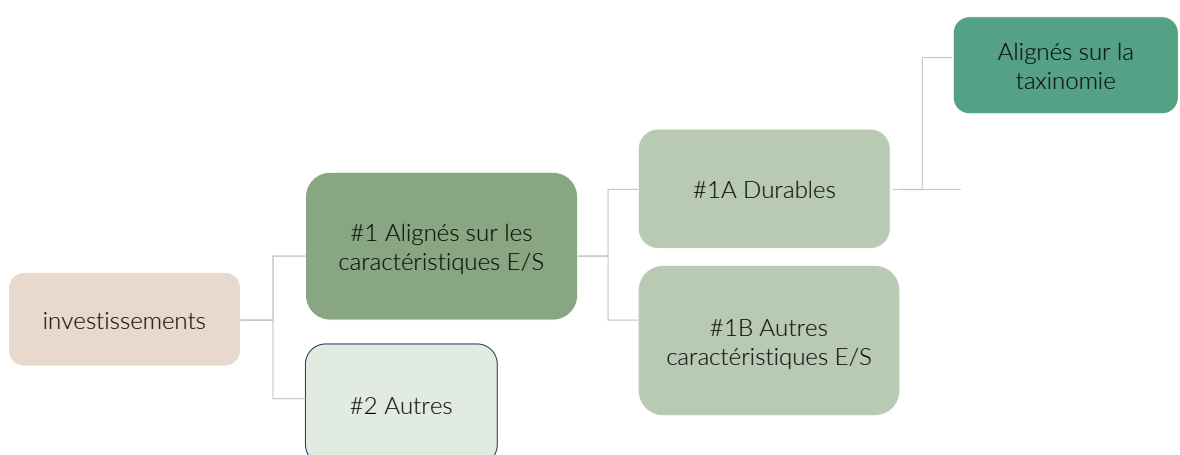 Alignés sur la
taxinomie
#1A Durables
#1 Alignés sur les
caractéristiques E/S
investissements
#1B Autres
caractéristiques E/S
#2 Autres